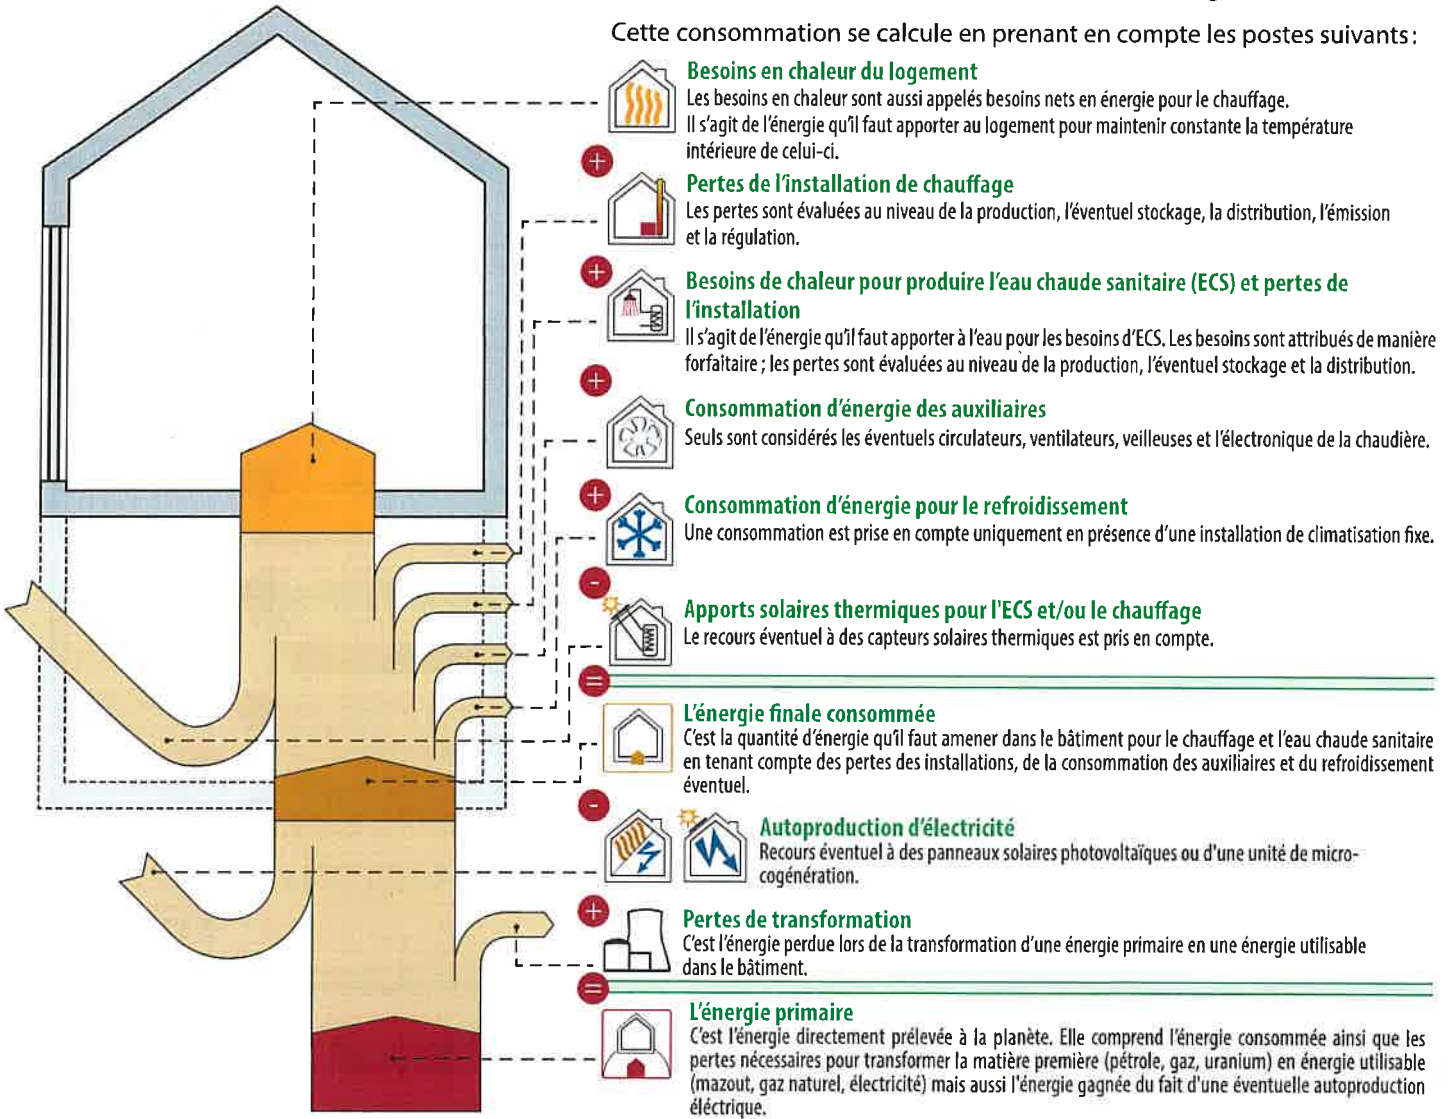 Cette consommation se calcule en prenant en compte les postes suivants :
Besoins en chaleur du logement
Les besoins en chaleur sont aussi appelés besoins nets en énergie pour le chauffage.
Il s'agit de l'énergie qu'il faut apporter au logement pour maintenir constante la température
intérieure de celui-ci.
+
Pertes de l'installation de chauffage
Les pertes sont évaluées au niveau de la production, l'éventuel stockage, la distribution, l'émission
et la régulation.
+
Besoins de chaleur pour produire l'eau chaude sanitaire (ECS) et pertes de
l'installation
Il s'agit de l'énergie qu'il faut apporter à l'eau pour les besoins d'ECS. Les besoins sont attribués de manière
forfaitaire ; les pertes sont évaluées au niveau de la production, l'éventuel stockage et la distribution.
+
Consommation d'énergie des auxiliaires
Seuls sont considérés les éventuels circulateurs, ventilateurs, veilleuses et l'électronique de la chaudière.
+
Consommation d'énergie pour le refroidissement
Une consommation est prise en compte uniquement en présence d'une installation de climatisation fixe.
-
Apports solaires thermiques pour l'ECS et/ou le chauffage
Le recours éventuel à des capteurs solaires thermiques est pris en compte.
=
L'énergie finale consommée
C'est la quantité d'énergie qu'il faut amener dans le bâtiment pour le chauffage et l'eau chaude sanitaire
en tenant compte des pertes des installations, de la consommation des auxiliaires et du refroidissement
éventuel.
-
Autoproduction d'électricité
Recours éventuel à des panneaux solaires photovoltaïques ou d'une unité de micro-
cogénération.
+
Pertes de transformation
C'est l'énergie perdue lors de la transformation d'une énergie primaire en une énergie utilisable
dans le bâtiment.
=
L'énergie primaire
C'est l'énergie directement prélevée à la planète. Elle comprend l'énergie consommée ainsi que les
pertes nécessaires pour transformer la matière première (pétrole, gaz, uranium) en énergie utilisable
(mazout, gaz naturel, électricité) mais aussi l'énergie gagnée du fait d'une éventuelle autoproduction
éléctrique.